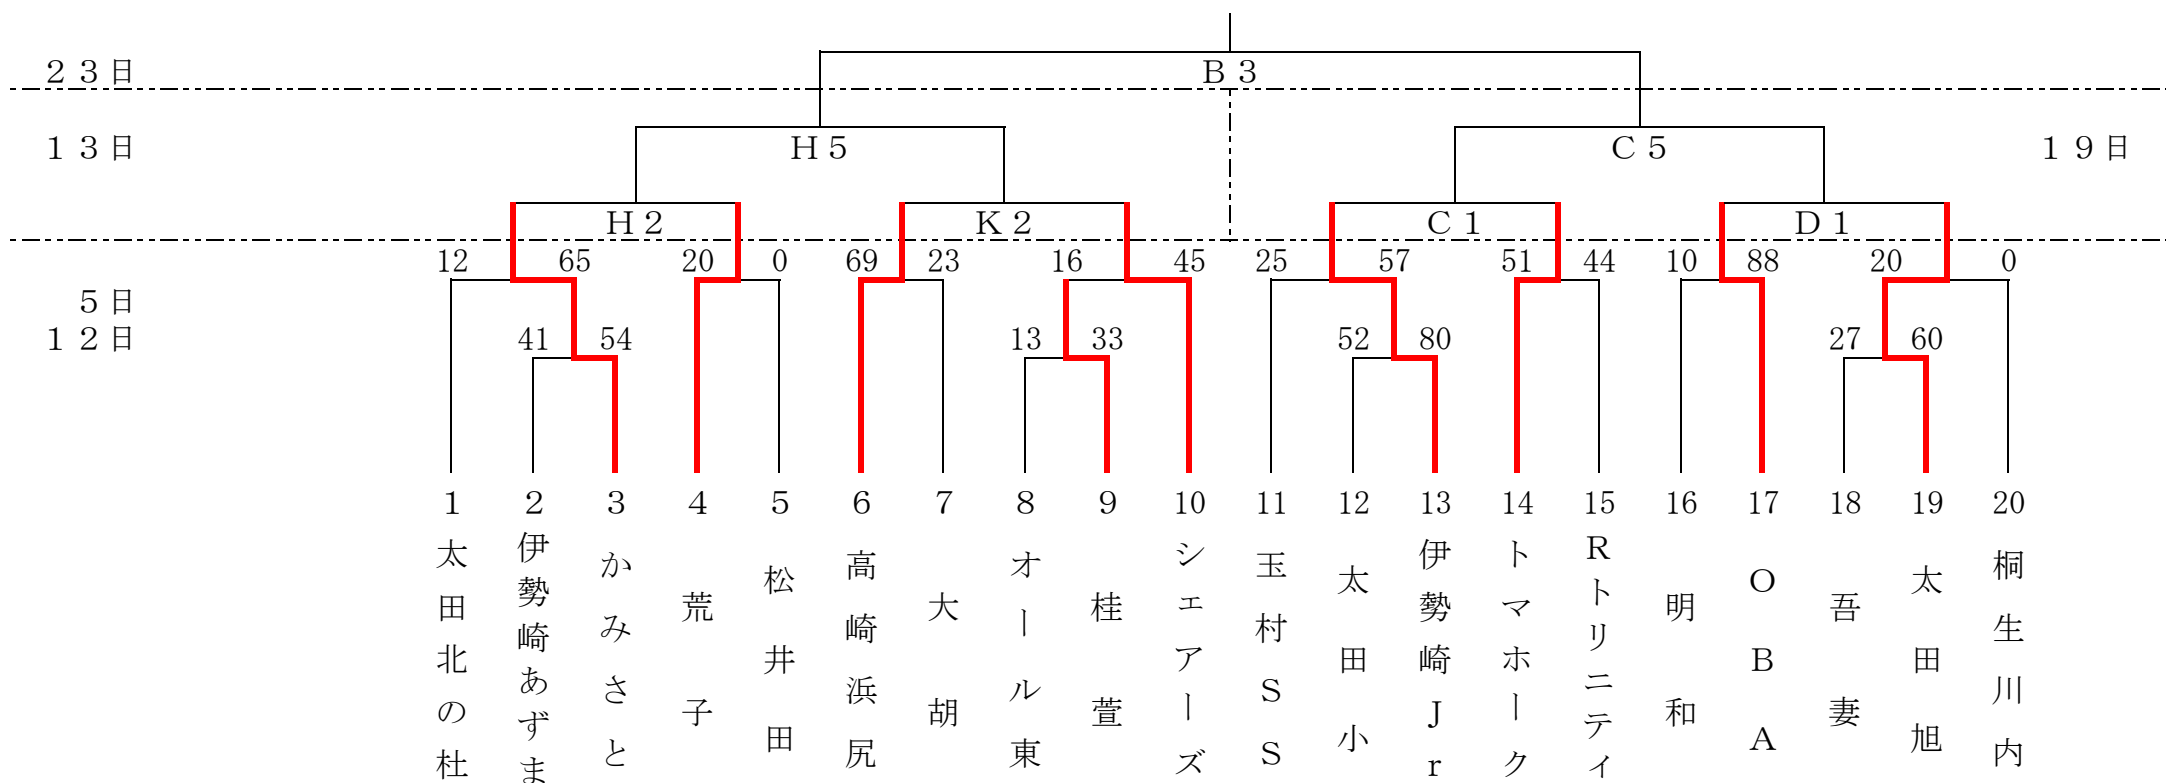 ２３日
Ｂ３
１３日
Ｈ５
Ｃ５
１９日
Ｈ２
Ｋ２
Ｃ１
Ｄ１
12 65 20 0 69 23 16 45 25 57 51 44 10 88 20 0
５日
１２日
41 54 13 33 52 80 27 60
1 2 3 4 5 6 7 8 9 10 11 12 13 14 15 16 17 18 19 20
太田北の杜
伊勢崎あずま
かみさと
荒子
松井田
高崎浜尻
大胡
オール東
桂萱
シェアーズ
玉村ＳＳ
太田小
伊勢崎Ｊｒ
トマホーク
Ｒトリニティ
明和
ＯＢＡ
吾妻
太田旭
桐生川内